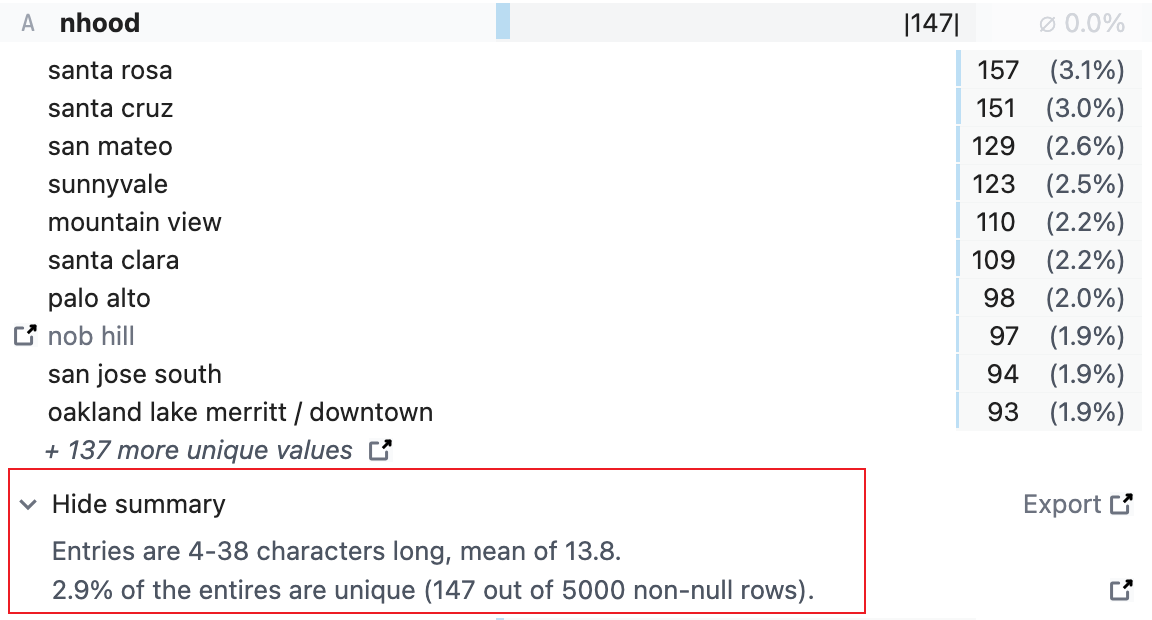 A nhood |147| ∅ 0.0%
santa rosa 157 (3.1%)
santa cruz 151 (3.0%)
san mateo 129 (2.6%)
sunnyvale 123 (2.5%)
mountain view 110 (2.2%)
santa clara 109 (2.2%)
palo alto 98 (2.0%)
nob hill 97 (1.9%)
san jose south 94 (1.9%)
oakland lake merritt / downtown 93 (1.9%)
+ 137 more unique values
Hide summary Export
Entries are 4-38 characters long, mean of 13.8.
2.9% of the entires are unique (147 out of 5000 non-null rows).